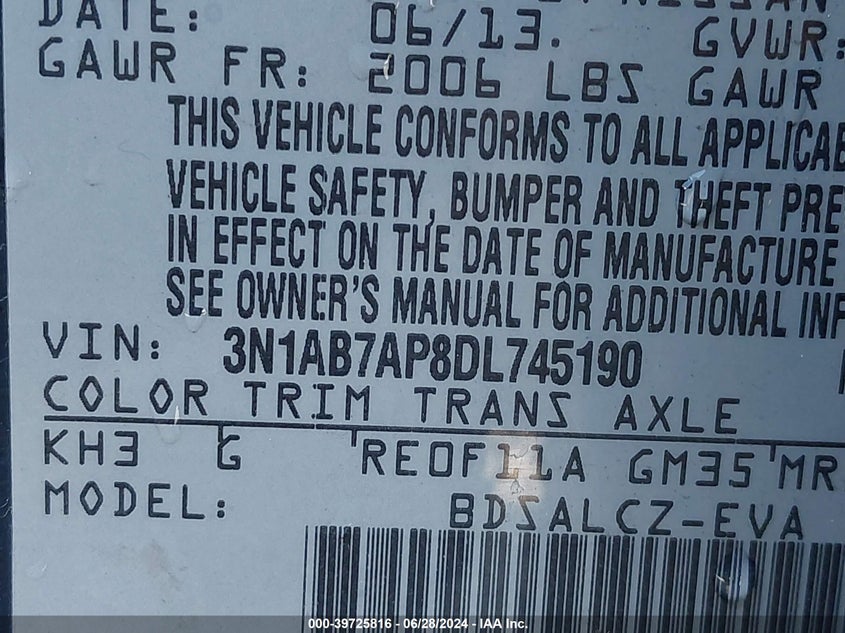 DATE: 06/13. GVWR:
GAWR FR: 2006 LBS GAWR
THIS VEHICLE CONFORMS TO ALL APPLICAB
VEHICLE SAFETY, BUMPER AND THEFT PRE
IN EFFECT ON THE DATE OF MANUFACTURE
SEE OWNER'S MANUAL FOR ADDITIONAL INF
VIN: 3N1AB7AP8DL745190
COLOR TRIM TRANS AXLE
KH3 G RE0F11A GM35 MR
MODEL: BDSALCZ-EVA
000-39725816 - 06/28/2024 - IAA Inc.